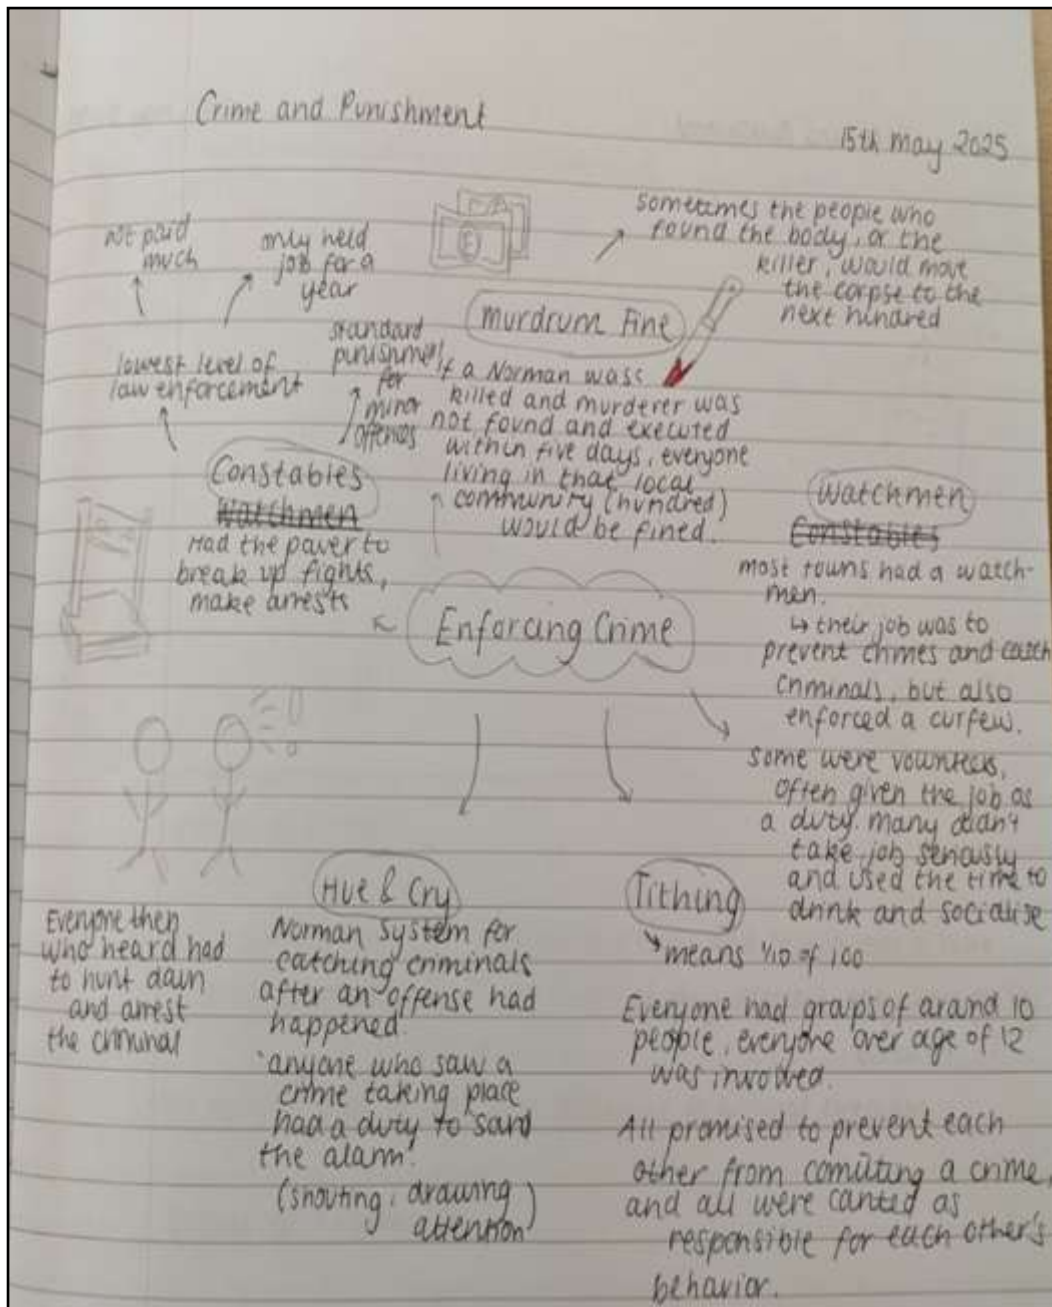 Crime and Punishment
15th May 2025
not paid
much
only held
job for a
year
lowest level of
law enforcement
standard
punishment
for
minor
offences
Constables
Watchmen
Had the pawer to
break up fights,
make arrests
£
sometimes the people who
found the body, or the
killer, would move
the corpse to the
next hundred
Murdrum Fine
If a Norman wass
killed and murderer was
not found and executed
within five days, everyone
living in that local
community (hundred)
would be fined.
Watchmen
Constables
most towns had a watch-
men.
↳ their job was to
prevent crimes and catch
criminals, but also
enforced a curfew.
some were volunteers,
often given the job as
a duty. many didn't
take job seriously
and used the time to
drink and socialise
Enforcing Crime
Everyone then
who heard had
to hunt dawn
and arrest
the criminal
Hue & Cry
Norman system for
catching criminals
after an offense had
happened.
'anyone who saw a
crime taking place
had a duty to sand
the alarm'
(shouting, drawing
attention)
Tithing
means 1/10 of 100
Everyone had groups of arand 10
people, everyone over age of 12
was involved.
All promised to prevent each
other from comitting a crime,
and all were canted as
responsible for each other's
behavior.